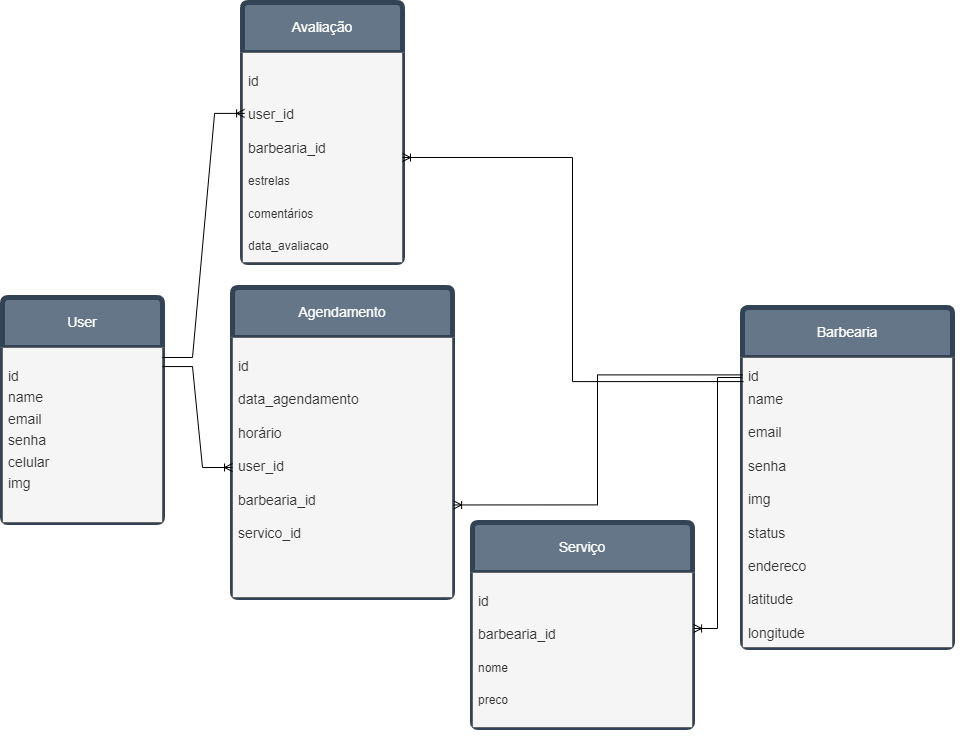 Avaliação
id
user_id
barbearia_id
estrelas
comentários
data_avaliacao
User
id
name
email
senha
celular
img
Agendamento
id
data_agendamento
horário
user_id
barbearia_id
servico_id
Serviço
id
barbearia_id
nome
preco
Barbearia
id
name
email
senha
img
status
endereco
latitude
longitude